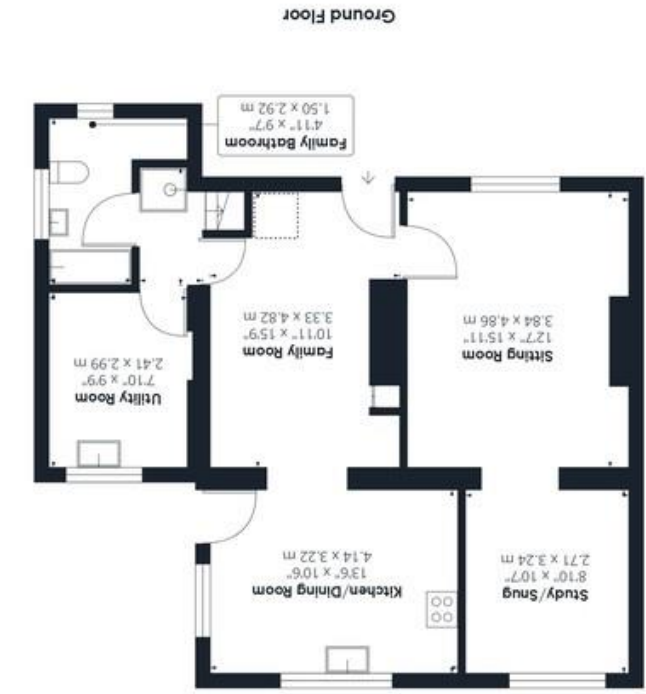 Study/Snug
8'10" x 10'7"
2.71 x 3.24 m
Kitchen/Dining Room
13'6" x 10'6"
4.14 x 3.22 m
Sitting Room
12'7" x 15'11"
3.84 x 4.86 m
Family Room
10'11" x 15'9"
3.33 x 4.82 m
Utility Room
7'10" x 9'9"
2.41 x 2.99 m
Family Bathroom
4'11" x 9'7"
1.50 x 2.92 m
Ground Floor